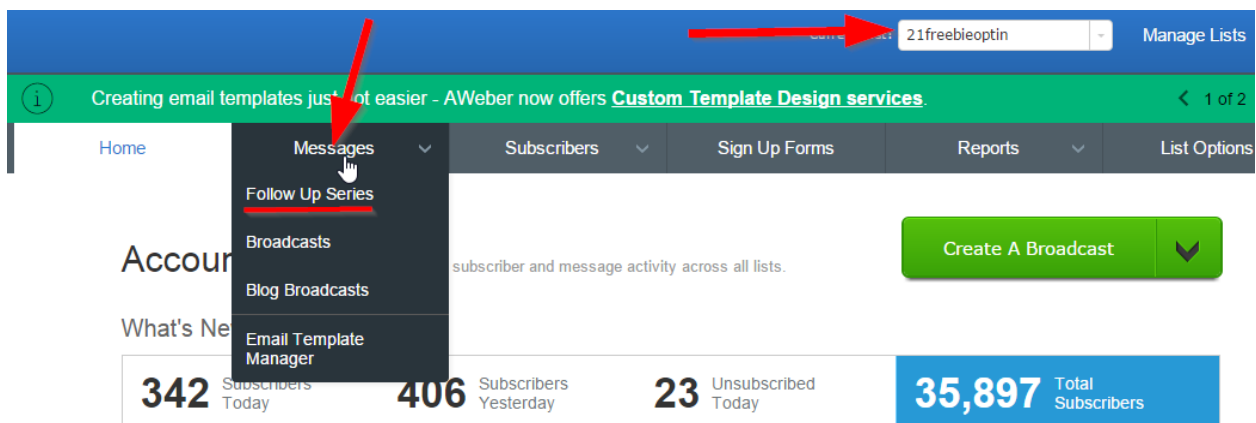 21freebieoptin
Manage Lists
Creating email templates just got easier - AWeber now offers Custom Template Design services.
1 of 2
Home
Messages
Subscribers
Sign Up Forms
Reports
List Options
Follow Up Series
Broadcasts
Blog Broadcasts
Email Template
Manager
Accoun
subscriber and message activity across all lists.
Create A Broadcast
What's Ne
342 Subscribers
Today
406 Subscribers
Yesterday
23 Unsubscribed
Today
35,897 Total
Subscribers